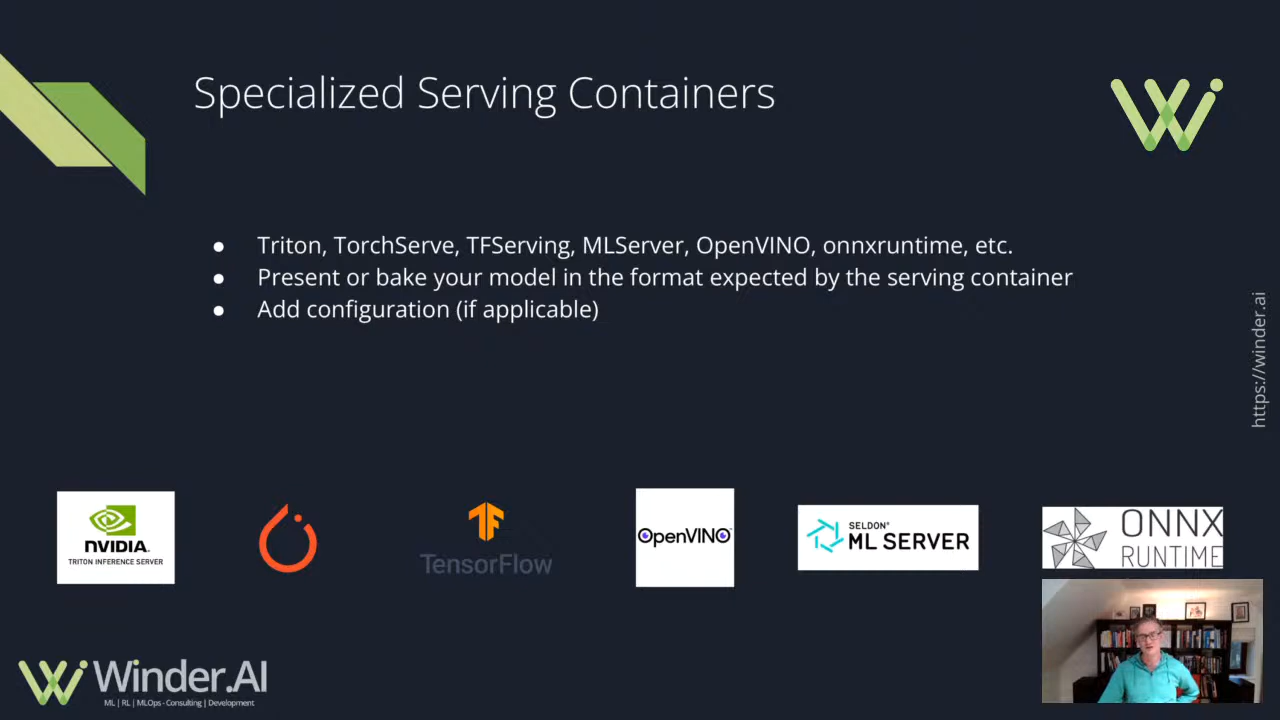 Specialized Serving Containers
● Triton, TorchServe, TFServing, MLServer, OpenVINO, onnxruntime, etc.
● Present or bake your model in the format expected by the serving container
● Add configuration (if applicable)
https://winder.ai
NVIDIA.
TRITON INFERENCE SERVER
TensorFlow
OpenVINO™
SELDON®
ML SERVER
ONNX
RUNTIME
Winder.AI
ML | RL | MLOps - Consulting | Development